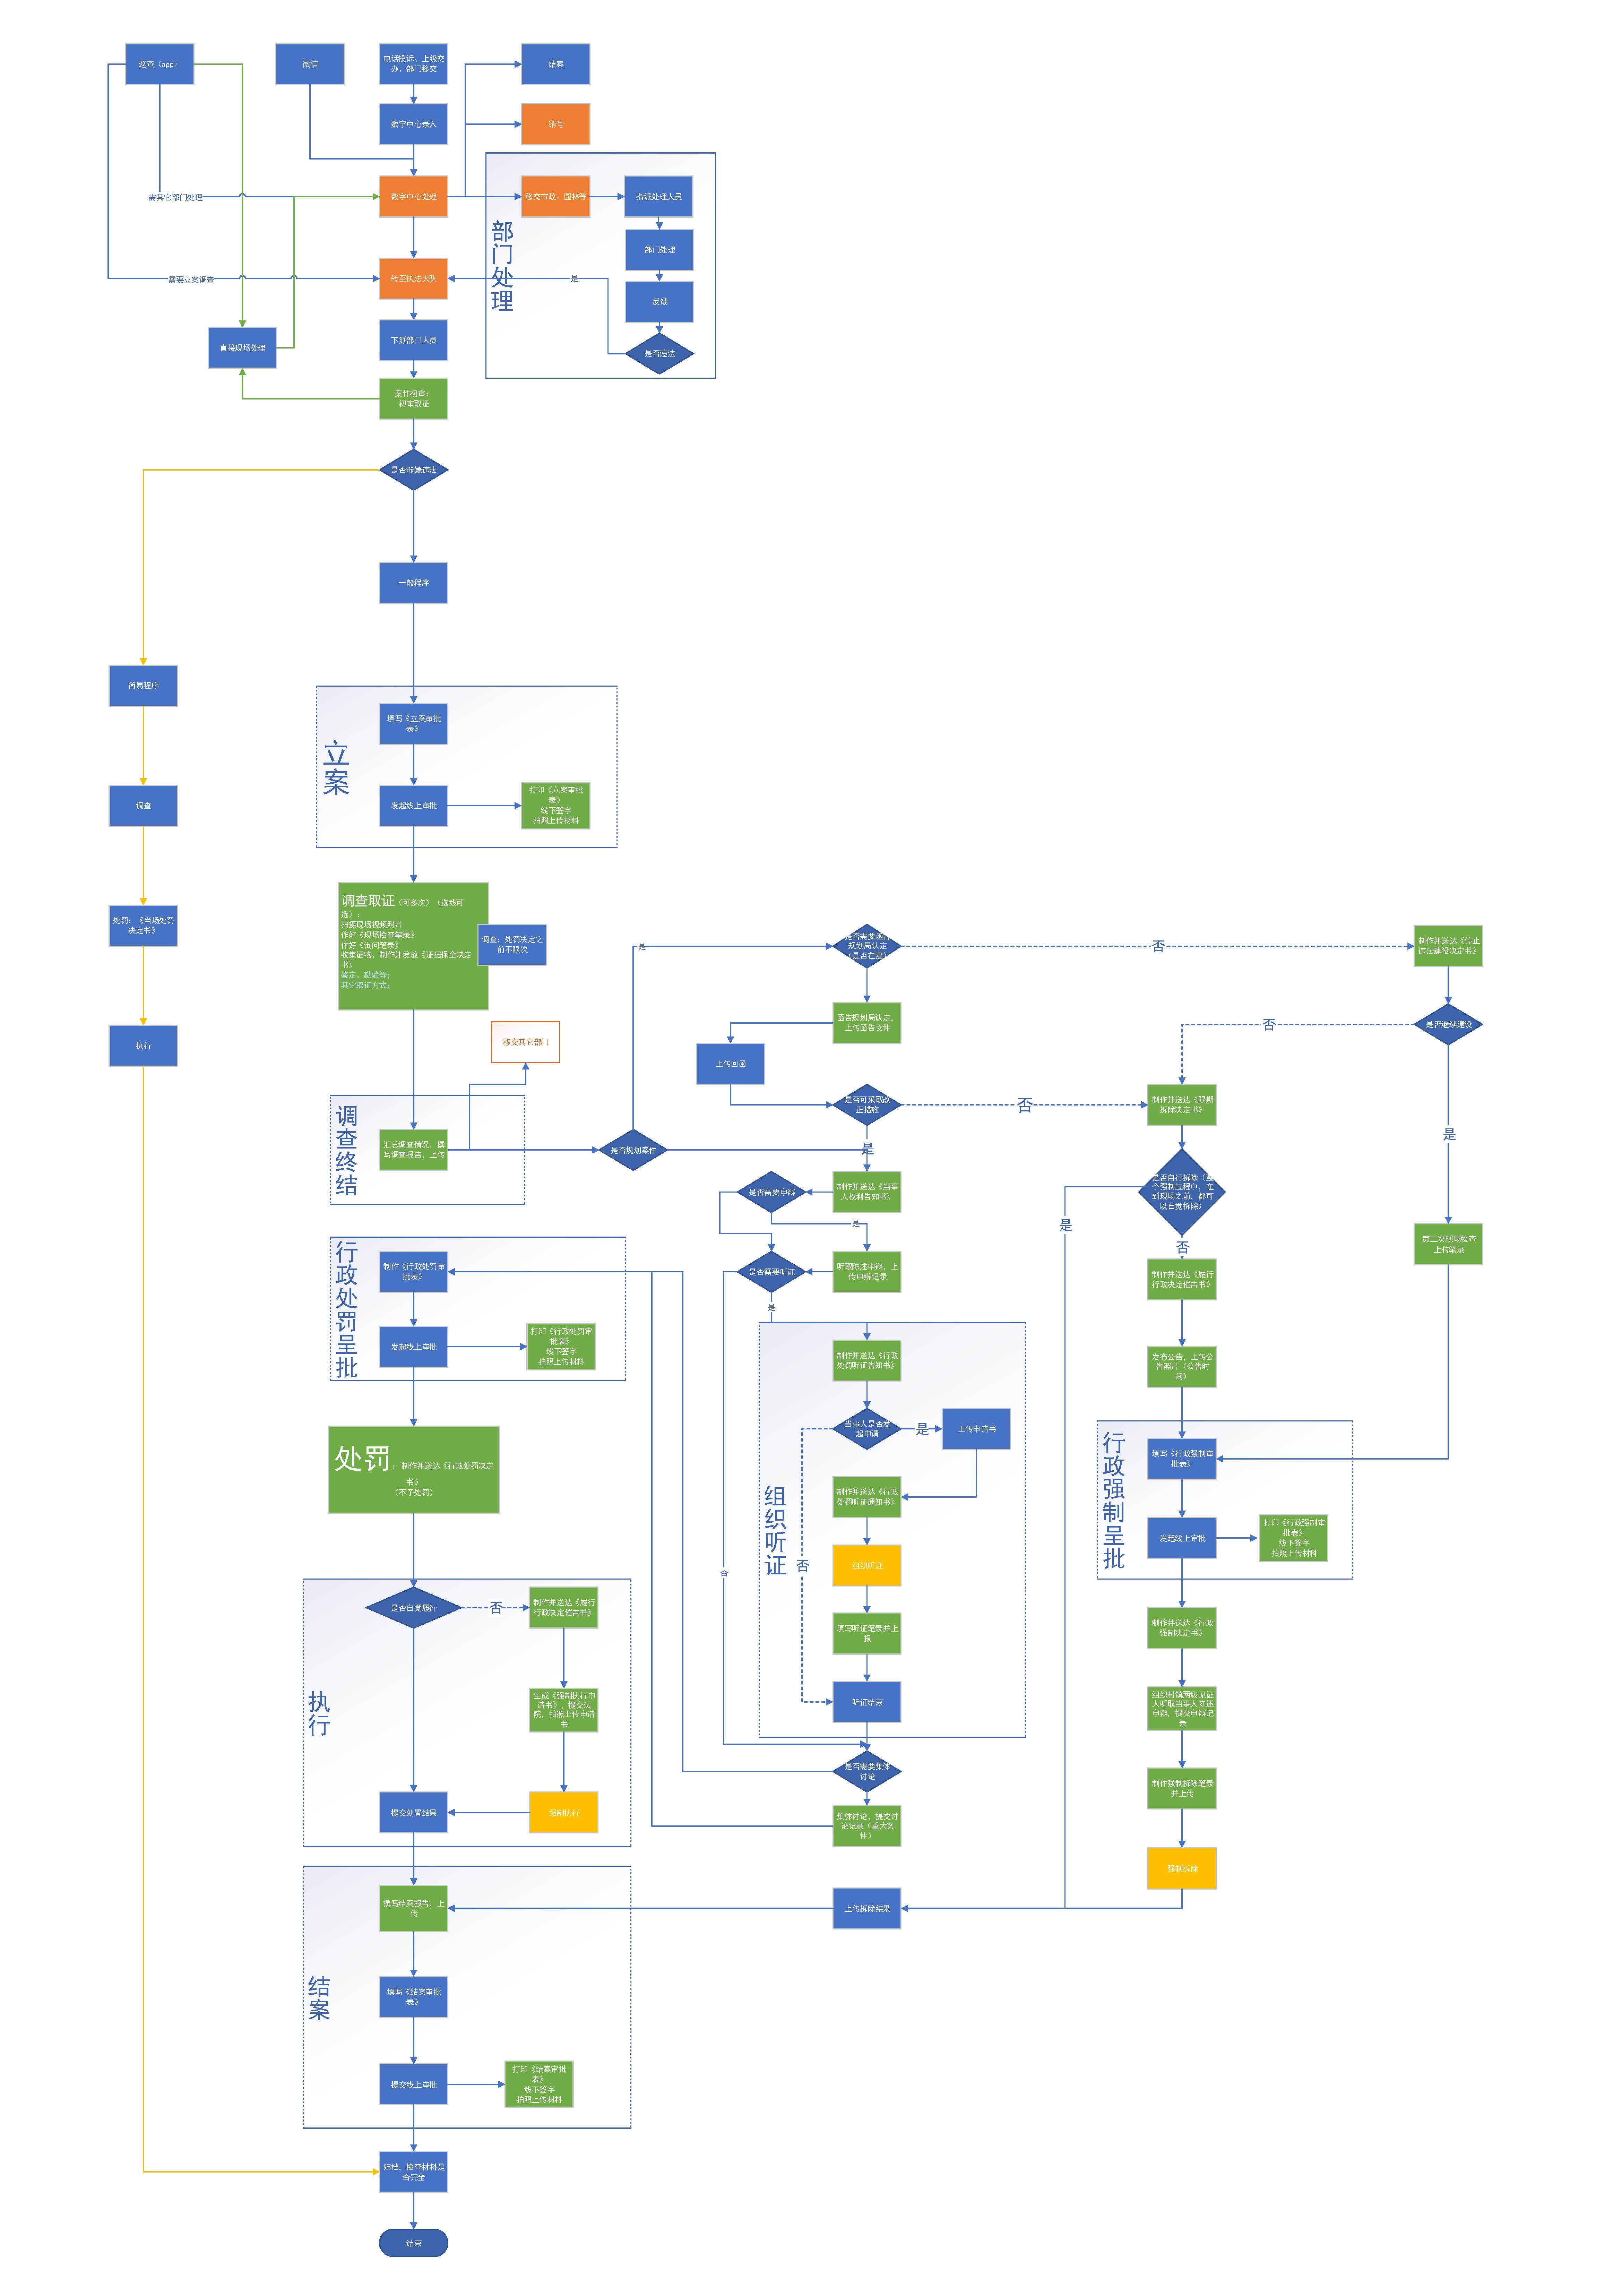 巡查（app）
微信
电话投诉、上级交
办、部门移交
结案
数字中心录入
销号
需其它部门处理
数字中心处理
移交市政、园林等
指派处理人员
部门处理
部门处理
需要立案调查
转至执法大队
是
反馈
直接现场处理
下派部门人员
是否违法
案件初审：
初审取证
是否涉嫌违法
一般程序
简易程序
立案
填写《立案审批
表》
调查
发起线上审批
打印《立案审批
表》
线下签字
拍照上传材料
处罚：《当场处罚
决定书》
执行
调查取证（可多次）（选线可
选）：
拍摄现场视频照片
作好《现场检查笔录》
作好《询问笔录》
收集证物，制作并发放《证据保全决定
书》
鉴定、勘验等；
其它取证方式；
调查：处罚决定之
前不限次
是
是否需要函
规划局认定
（是否在建）
否
制作并送达《停止
违法建设决定书》
移交其它部门
函告规划局认定，
上传函告文件
否
是否继续建设
上传回函
调查终结
汇总调查情况，撰
写调查报告，上传
是否规划案件
是否可采取改
正措施
否
制作并送达《限期
拆除决定书》
是
是
是否需要申辩
制作并送达《当事
人权利告知书》
是否自行拆除（整
个强制过程中，在
到现场之前，都可
以自觉拆除）
是
是
否
第二次现场检查
上传笔录
行政处罚呈批
制作《行政处罚审
批表》
是否需要听证
听取陈述申辩，上
传申辩记录
制作并送达《履行
行政决定催告书》
是
发起线上审批
打印《行政处罚审
批表》
线下签字
拍照上传材料
组织听证
制作并送达《行政
处罚听证告知书》
发布公告，上传公
告照片（公告时
间）
处罚：制作并送达《行政处罚决定
书》
（不予处罚）
当事人是否发
起申请
是
上传申请书
行政强制呈批
填写《行政强制审
批表》
制作并送达《行政
处罚听证通知书》
发起线上审批
打印《行政强制审
批表》
线下签字
拍照上传材料
否
否
组织听证
执行
是否自觉履行
否
制作并送达《履行
行政决定催告书》
填写听证笔录并上
报
制作并送达《行政
强制决定书》
生成《强制执行申
请书》，提交法
院，拍照上传申请
书
听证结束
组织村镇两级见证
人听取当事人陈述
申辩，提交申辩记
录
是否需要集体
讨论
制作强制拆除笔录
并上传
提交处置结果
强制执行
集体讨论，提交讨
论记录（重大案
件）
强制拆除
结案
撰写结案报告，上
传
上传拆除结果
填写《结案审批
表》
提交线上审批
打印《结案审批
表》
线下签字
拍照上传材料
归档，检查材料是
否完全
结束